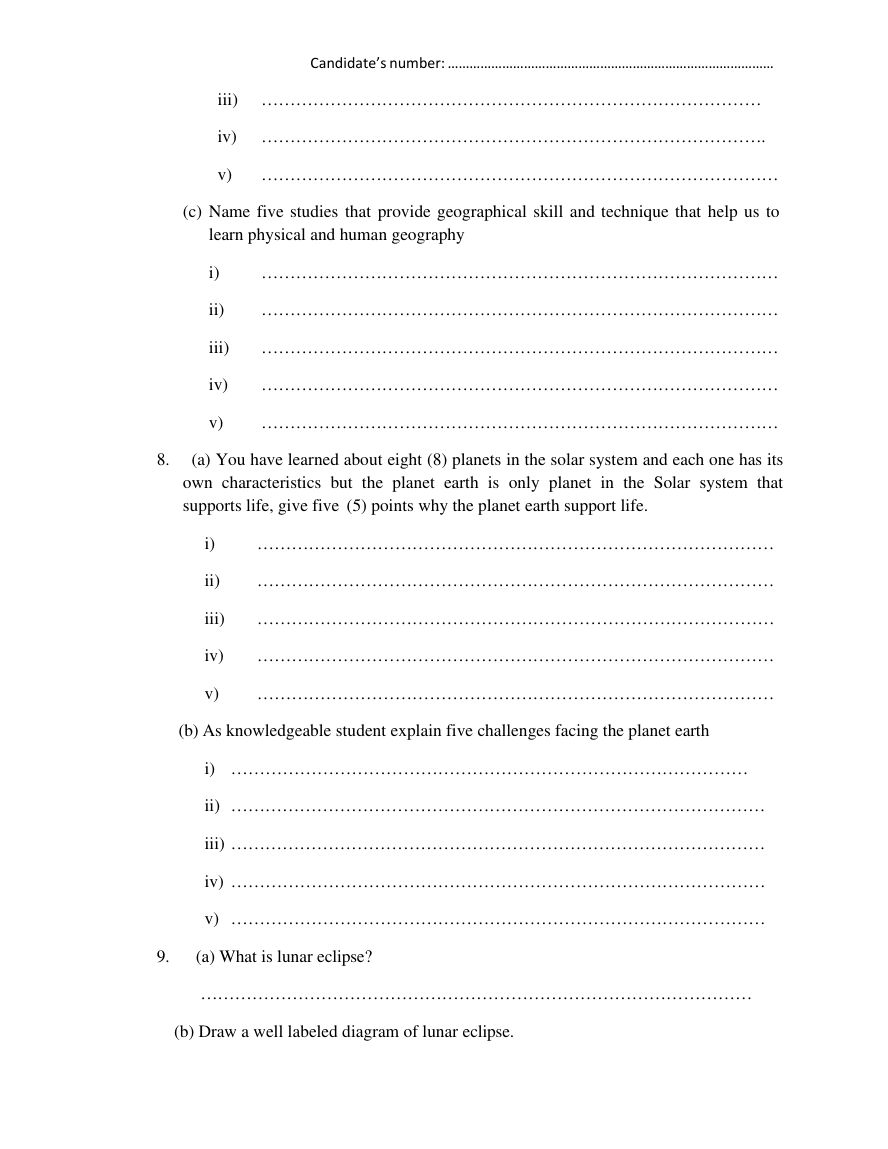 Candidate's number: ……………………………………………………………………………
iii) ……………………………………………………………………………
iv) …………………………………………………………………………….
v) ………………………………………………………………………………
(c) Name five studies that provide geographical skill and technique that help us to
learn physical and human geography
i) ………………………………………………………………………………
ii) ………………………………………………………………………………
iii) ………………………………………………………………………………
iv) ………………………………………………………………………………
v) ………………………………………………………………………………
8. (a) You have learned about eight (8) planets in the solar system and each one has its
own characteristics but the planet earth is only planet in the Solar system that
supports life, give five (5) points why the planet earth support life.
i) ………………………………………………………………………………
ii) ………………………………………………………………………………
iii) ………………………………………………………………………………
iv) ………………………………………………………………………………
v) ………………………………………………………………………………
(b) As knowledgeable student explain five challenges facing the planet earth
i) ………………………………………………………………………………
ii) …………………………………………………………………………………
iii) …………………………………………………………………………………
iv) …………………………………………………………………………………
v) …………………………………………………………………………………
9. (a) What is lunar eclipse?
……………………………………………………………………………………
(b) Draw a well labeled diagram of lunar eclipse.